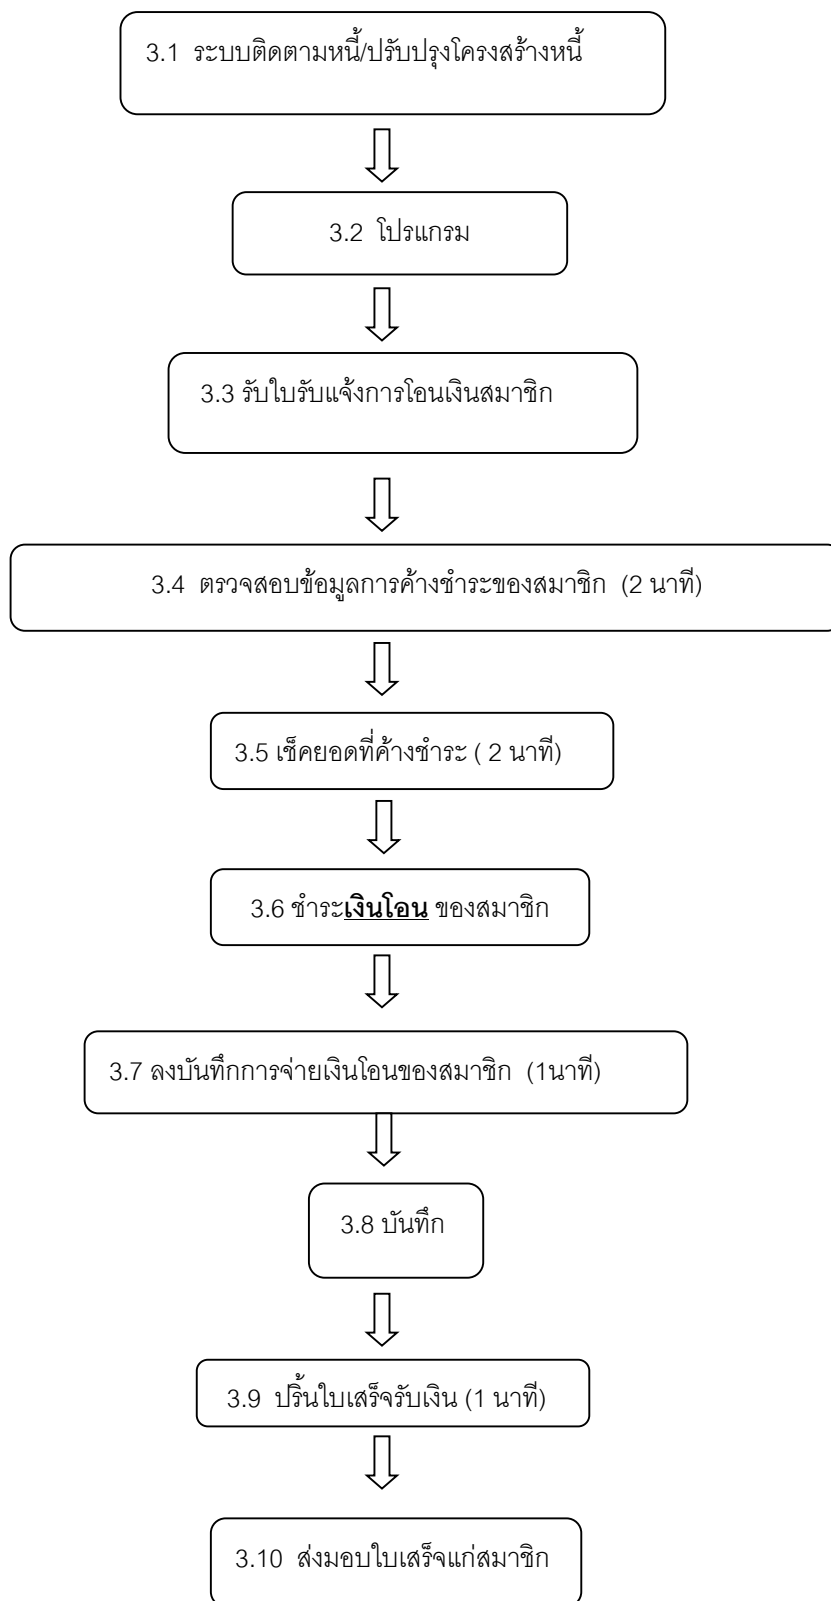 3.1 ระบบติดตามหนี้/ปรับปรุงโครงสร้างหนี้
3.2 โปรแกรม
3.3 รับใบรับแจ้งการโอนเงินสมาชิก
3.4 ตรวจสอบข้อมูลการค้างชำระของสมาชิก (2 นาที)
3.5 เช็คยอดที่ค้างชำระ ( 2 นาที)
3.6 ชำระเงินโอน ของสมาชิก
3.7 ลงบันทึกการจ่ายเงินโอนของสมาชิก (1นาที)
3.8 บันทึก
3.9 ปริ้นใบเสร็จรับเงิน (1 นาที)
3.10 ส่งมอบใบเสร็จแก่สมาชิก